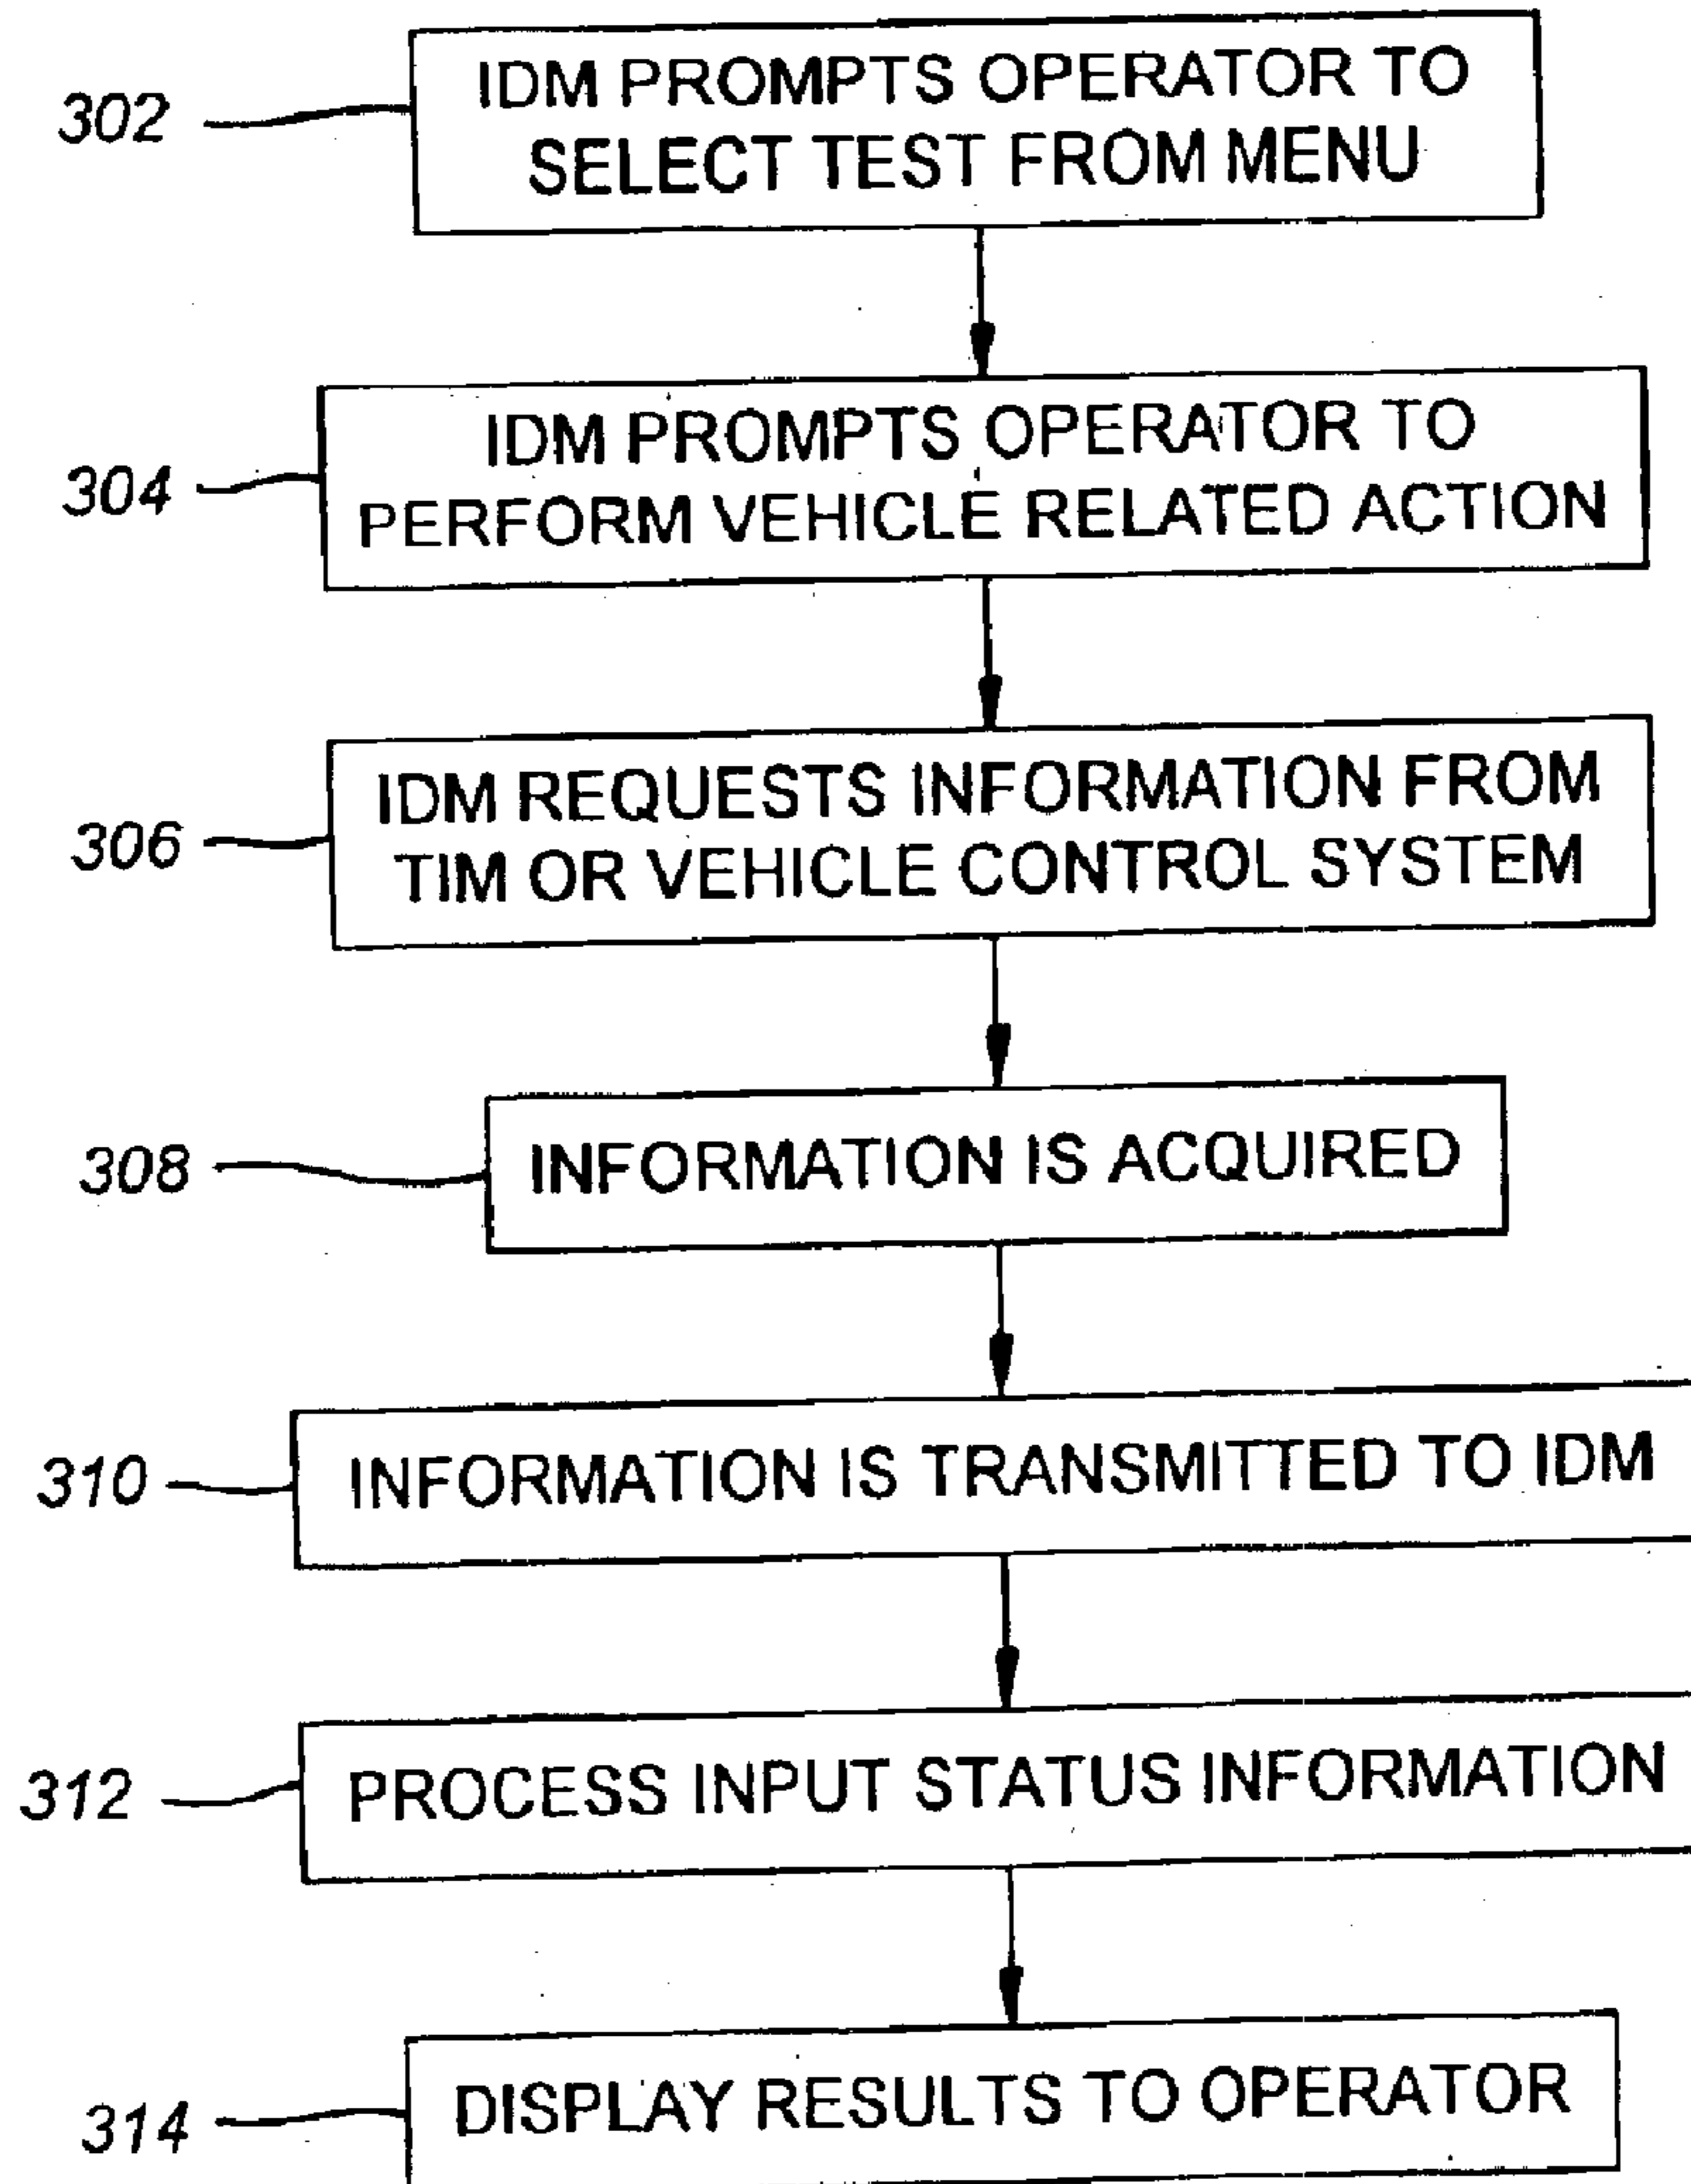 302
IDM PROMPTS OPERATOR TO
SELECT TEST FROM MENU
304
IDM PROMPTS OPERATOR TO
PERFORM VEHICLE RELATED ACTION
306
IDM REQUESTS INFORMATION FROM
TIM OR VEHICLE CONTROL SYSTEM
308
INFORMATION IS ACQUIRED
310
INFORMATION IS TRANSMITTED TO IDM
312
PROCESS INPUT STATUS INFORMATION
314
DISPLAY RESULTS TO OPERATOR